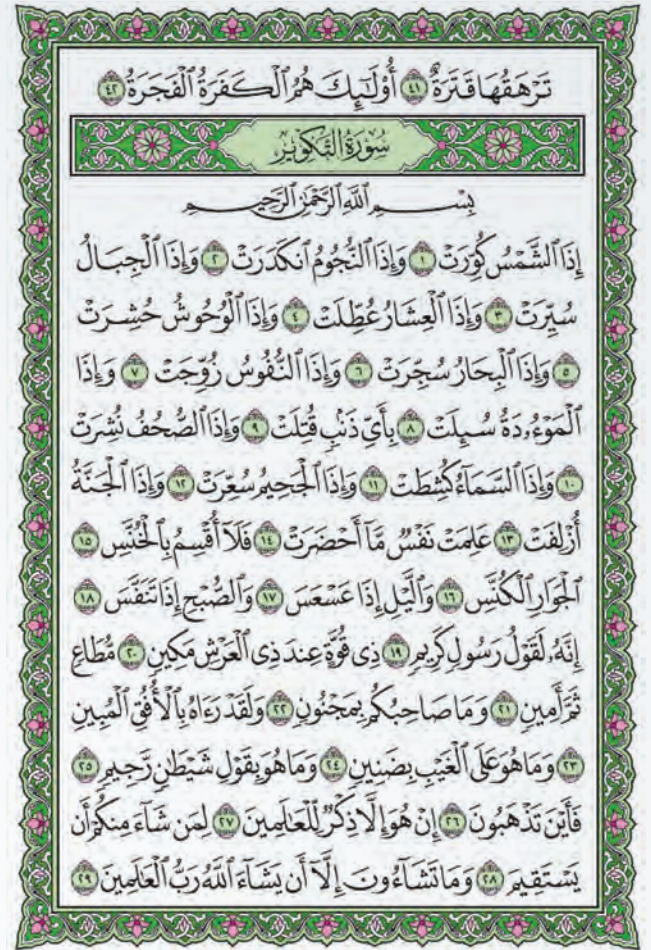 تَرْهَقُهَا قَتَرَةٌ ٤١ أُوْلَٰٓئِكَ هُمُ ٱلْكَفَرَةُ ٱلْفَجَرَةُ ٤٢
سُورَةُ التَّكْوِيرِ
بِسْمِ ٱللَّهِ ٱلرَّحْمَٰنِ ٱلرَّحِيمِ
إِذَا ٱلشَّمْسُ كُوِّرَتْ ١ وَإِذَا ٱلنُّجُومُ ٱنكَدَرَتْ ٢ وَإِذَا ٱلْجِبَالُ
سُيِّرَتْ ٣ وَإِذَا ٱلْعِشَارُ عُطِّلَتْ ٤ وَإِذَا ٱلْوُحُوشُ حُشِرَتْ
٥ وَإِذَا ٱلْبِحَارُ سُجِّرَتْ ٦ وَإِذَا ٱلنُّفُوسُ زُوِّجَتْ ٧ وَإِذَا
ٱلْمَوْءُۥدَةُ سُئِلَتْ ٨ بِأَيِّ ذَنۢبٍ قُتِلَتْ ٩ وَإِذَا ٱلصُّحُفُ نُشِرَتْ
١٠ وَإِذَا ٱلسَّمَآءُ كُشِطَتْ ١١ وَإِذَا ٱلْجَحِيمُ سُعِّرَتْ ١٢ وَإِذَا ٱلْجَنَّةُ
أُزْلِفَتْ ١٣ عَلِمَتْ نَفْسٌ مَّآ أَحْضَرَتْ ١٤ فَلَآ أُقْسِمُ بِٱلْخُنَّسِ ١٥
ٱلْجَوَارِ ٱلْكُنَّسِ ١٦ وَٱلَّيْلِ إِذَا عَسْعَسَ ١٧ وَٱلصُّبْحِ إِذَا تَنَفَّسَ ١٨
إِنَّهُۥ لَقَوْلُ رَسُولٍ كَرِيمٍ ١٩ ذِي قُوَّةٍ عِندَ ذِي ٱلْعَرْشِ مَكِينٍ ٢٠ مُّطَاعٍ
ثَمَّ أَمِينٍ ٢١ وَمَا صَاحِبُكُم بِمَجْنُونٍ ٢٢ وَلَقَدْ رَءَاهُ بِٱلْأُفُقِ ٱلْمُبِينِ
٢٣ وَمَا هُوَ عَلَى ٱلْغَيْبِ بِضَنِينٍ ٢٤ وَمَا هُوَ بِقَوْلِ شَيْطَٰنٍ رَّجِيمٍ ٢٥
فَأَيْنَ تَذْهَبُونَ ٢٦ إِنْ هُوَ إِلَّا ذِكْرٌ لِّلْعَٰلَمِينَ ٢٧ لِمَن شَآءَ مِنكُمْ أَن
يَسْتَقِيمَ ٢٨ وَمَا تَشَآءُونَ إِلَّآ أَن يَشَآءَ ٱللَّهُ رَبُّ ٱلْعَٰلَمِينَ ٢٩